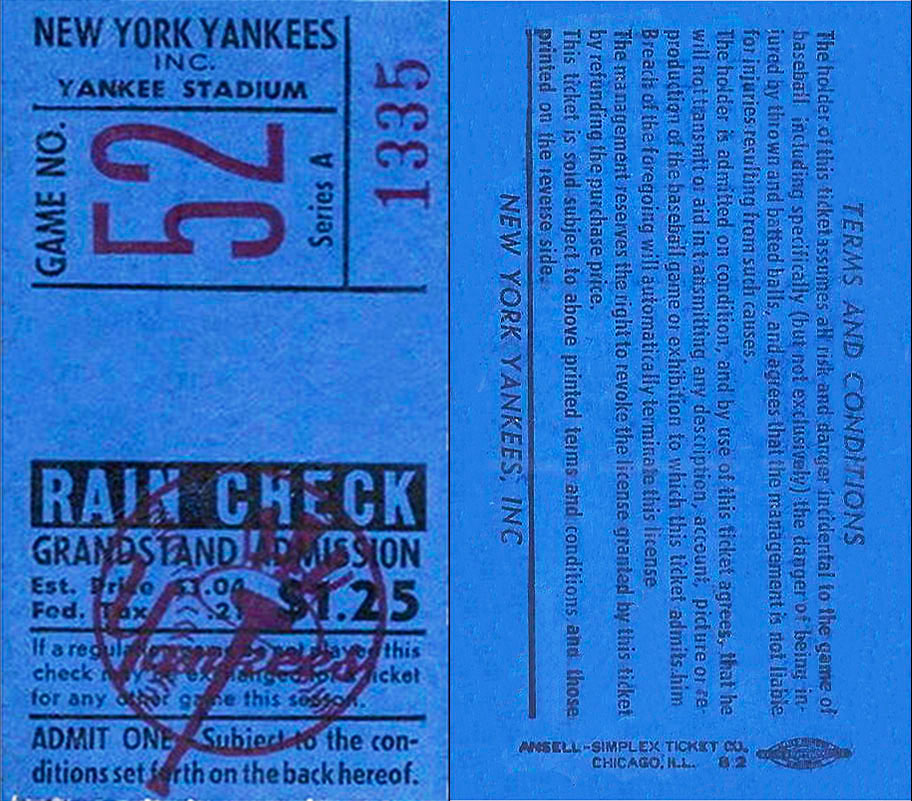 NEW YORK YANKEES
INC.
YANKEE STADIUM
GAME NO.
52
Series A
1335
RAIN CHECK
GRANDSTAND ADMISSION
Est. Price $1.04
Fed. Tax .21
$1.25
If a regulation game be not played this
check may be exchanged for a ticket
for any other game this season.
Yankees
ADMIT ONE Subject to the con-
ditions set forth on the back hereof.
TERMS AND CONDITIONS
The holder of this ticket assumes all risk and danger incidental to the game of
baseball including specifically (but not exclusively) the danger of being in-
jured by thrown and batted balls, and agrees that the management is not liable
for injuries resulting from such causes.
The holder is admitted on condition, and by use of this ticket agrees, that he
will not transmit or aid in transmitting any description, account, picture or re-
production of the baseball game or exhibition to which this ticket admits him
Breach of the foregoing will automatically terminate this license
The management reserves the right to revoke the license granted by this ticket
by refunding the purchase price.
This ticket is sold subject to above printed terms and conditions and those
printed on the reverse side.
NEW YORK YANKEES, INC
ANSELL-SIMPLEX TICKET CO.
CHICAGO, ILL. 62